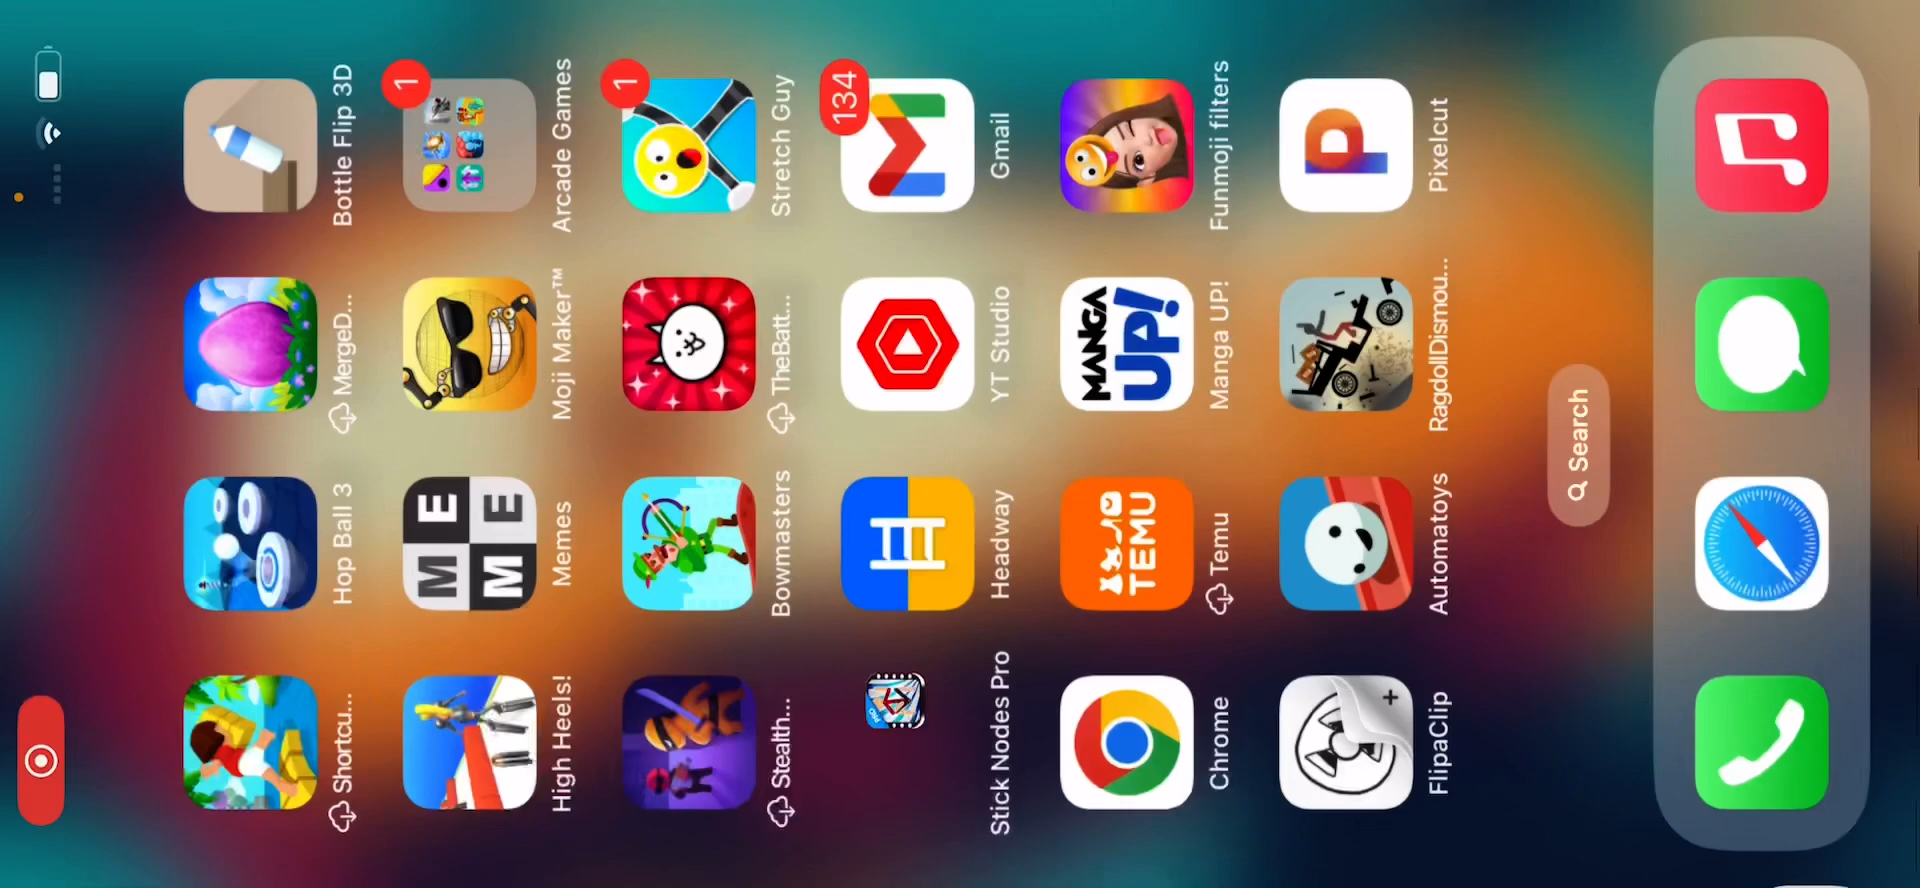 Shortcu...
Hop Ball 3
MergeD...
Bottle Flip 3D
ME
ME
1
High Heels!
Memes
Moji Maker™
Arcade Games
1
Stealth...
Bowmasters
TheBatt...
Stretch Guy
134
PRO
Stick Nodes Pro
Headway
YT Studio
Gmail
TEMU
MANGA
UP!
Chrome
Temu
Manga UP!
Funmoji filters
P
FlipaClip
Automatoys
RagdollDismou...
Pixelcut
Search